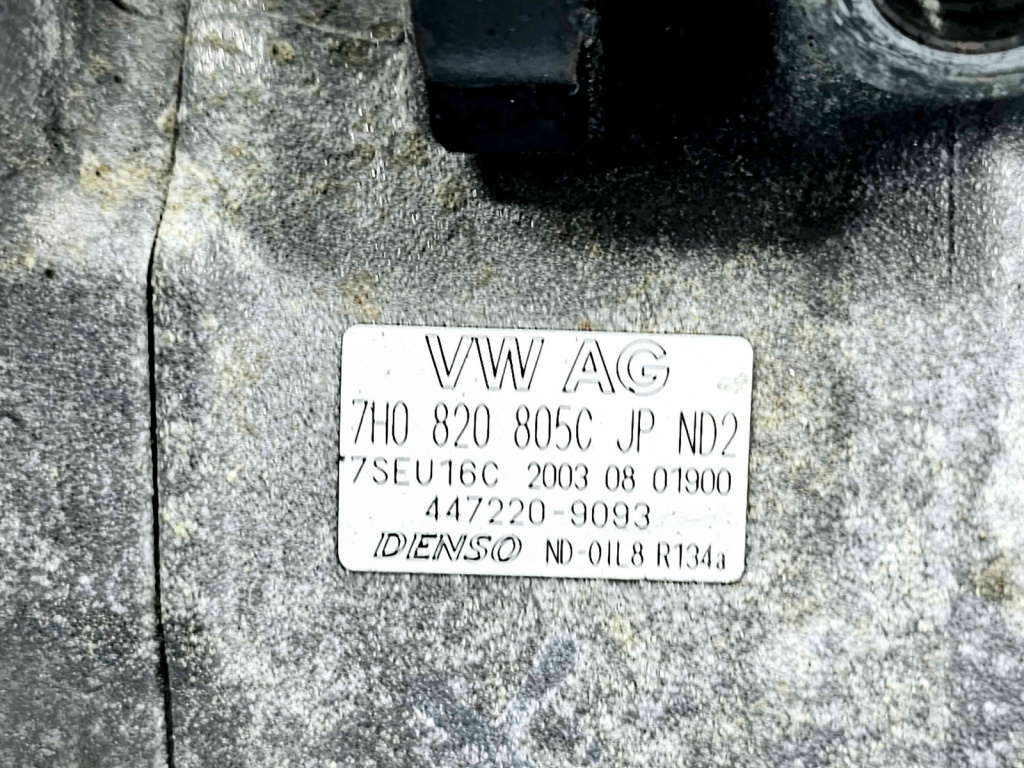 VW AG
7H0 820 805C JP ND2
7SEU16C 2003 08 01900
447220-9093
DENSO ND-OIL8 R134a